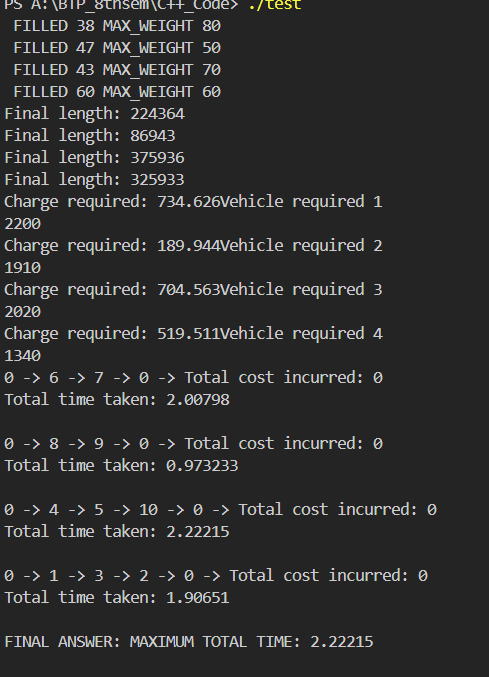 PS A:\BTP_8thsem\C++_Code> ./test
FILLED 38 MAX_WEIGHT 80
FILLED 47 MAX_WEIGHT 50
FILLED 43 MAX_WEIGHT 70
FILLED 60 MAX_WEIGHT 60
Final length: 224364
Final length: 86943
Final length: 375936
Final length: 325933
Charge required: 734.626Vehicle required 1
2200
Charge required: 189.944Vehicle required 2
1910
Charge required: 704.563Vehicle required 3
2020
Charge required: 519.511Vehicle required 4
1340
0 -> 6 -> 7 -> 0 -> Total cost incurred: 0
Total time taken: 2.00798
0 -> 8 -> 9 -> 0 -> Total cost incurred: 0
Total time taken: 0.973233
0 -> 4 -> 5 -> 10 -> 0 -> Total cost incurred: 0
Total time taken: 2.22215
0 -> 1 -> 3 -> 2 -> 0 -> Total cost incurred: 0
Total time taken: 1.90651
FINAL ANSWER: MAXIMUM TOTAL TIME: 2.22215